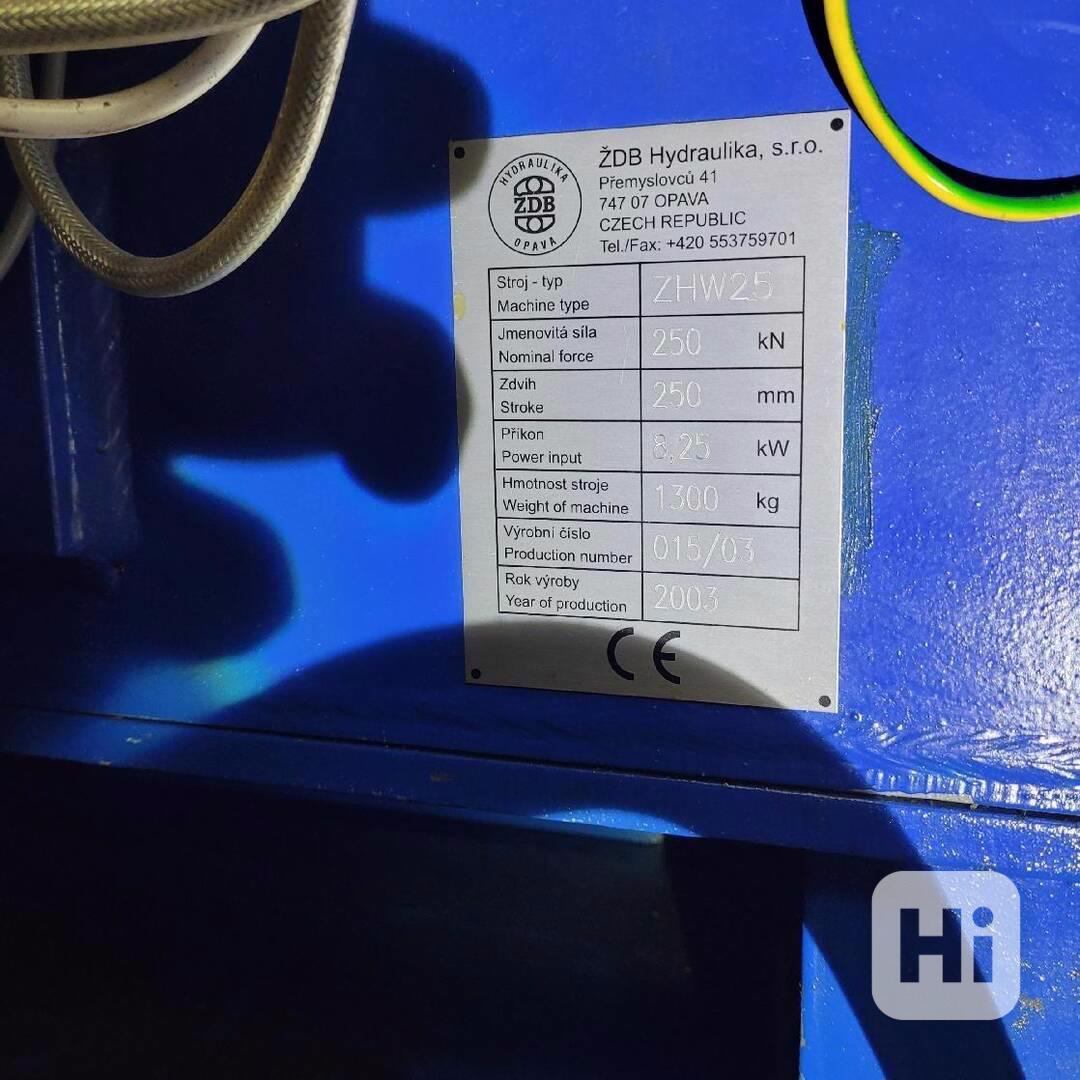 HYDRAULIKA
ŽDB
OPAVA
ŽDB Hydraulika, s.r.o.
Přemyslovců 41
747 07 OPAVA
CZECH REPUBLIC
Tel./Fax: +420 553759701
Stroj - typ
Machine type
ZHW25
Jmenovitá síla
Nominal force
250 kN
Zdvih
Stroke
250 mm
Příkon
Power input
8,25 kW
Hmotnost stroje
Weight of machine
1300 kg
Výrobní číslo
Production number
015/03
Rok výroby
Year of production
2003
CE
Hi